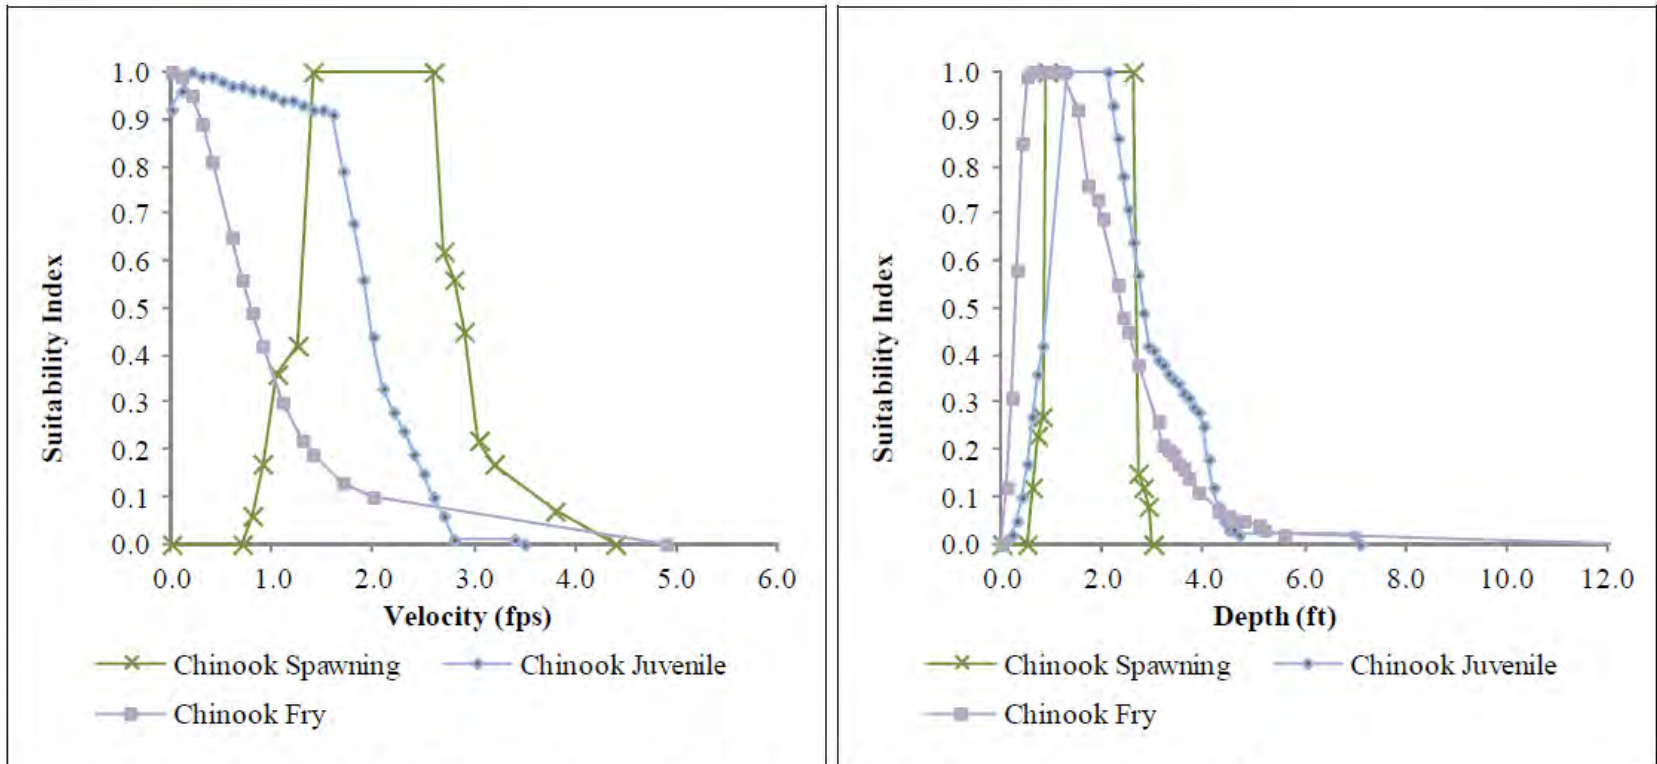 1.0
0.9
0.8
0.7
0.6
0.5
0.4
0.3
0.2
0.1
0.0
Suitability Index
0.0 1.0 2.0 3.0 4.0 5.0 6.0
Velocity (fps)
Chinook Spawning Chinook Juvenile
Chinook Fry
1.0
0.9
0.8
0.7
0.6
0.5
0.4
0.3
0.2
0.1
0.0
Suitability Index
0.0 2.0 4.0 6.0 8.0 10.0 12.0
Depth (ft)
Chinook Spawning Chinook Juvenile
Chinook Fry